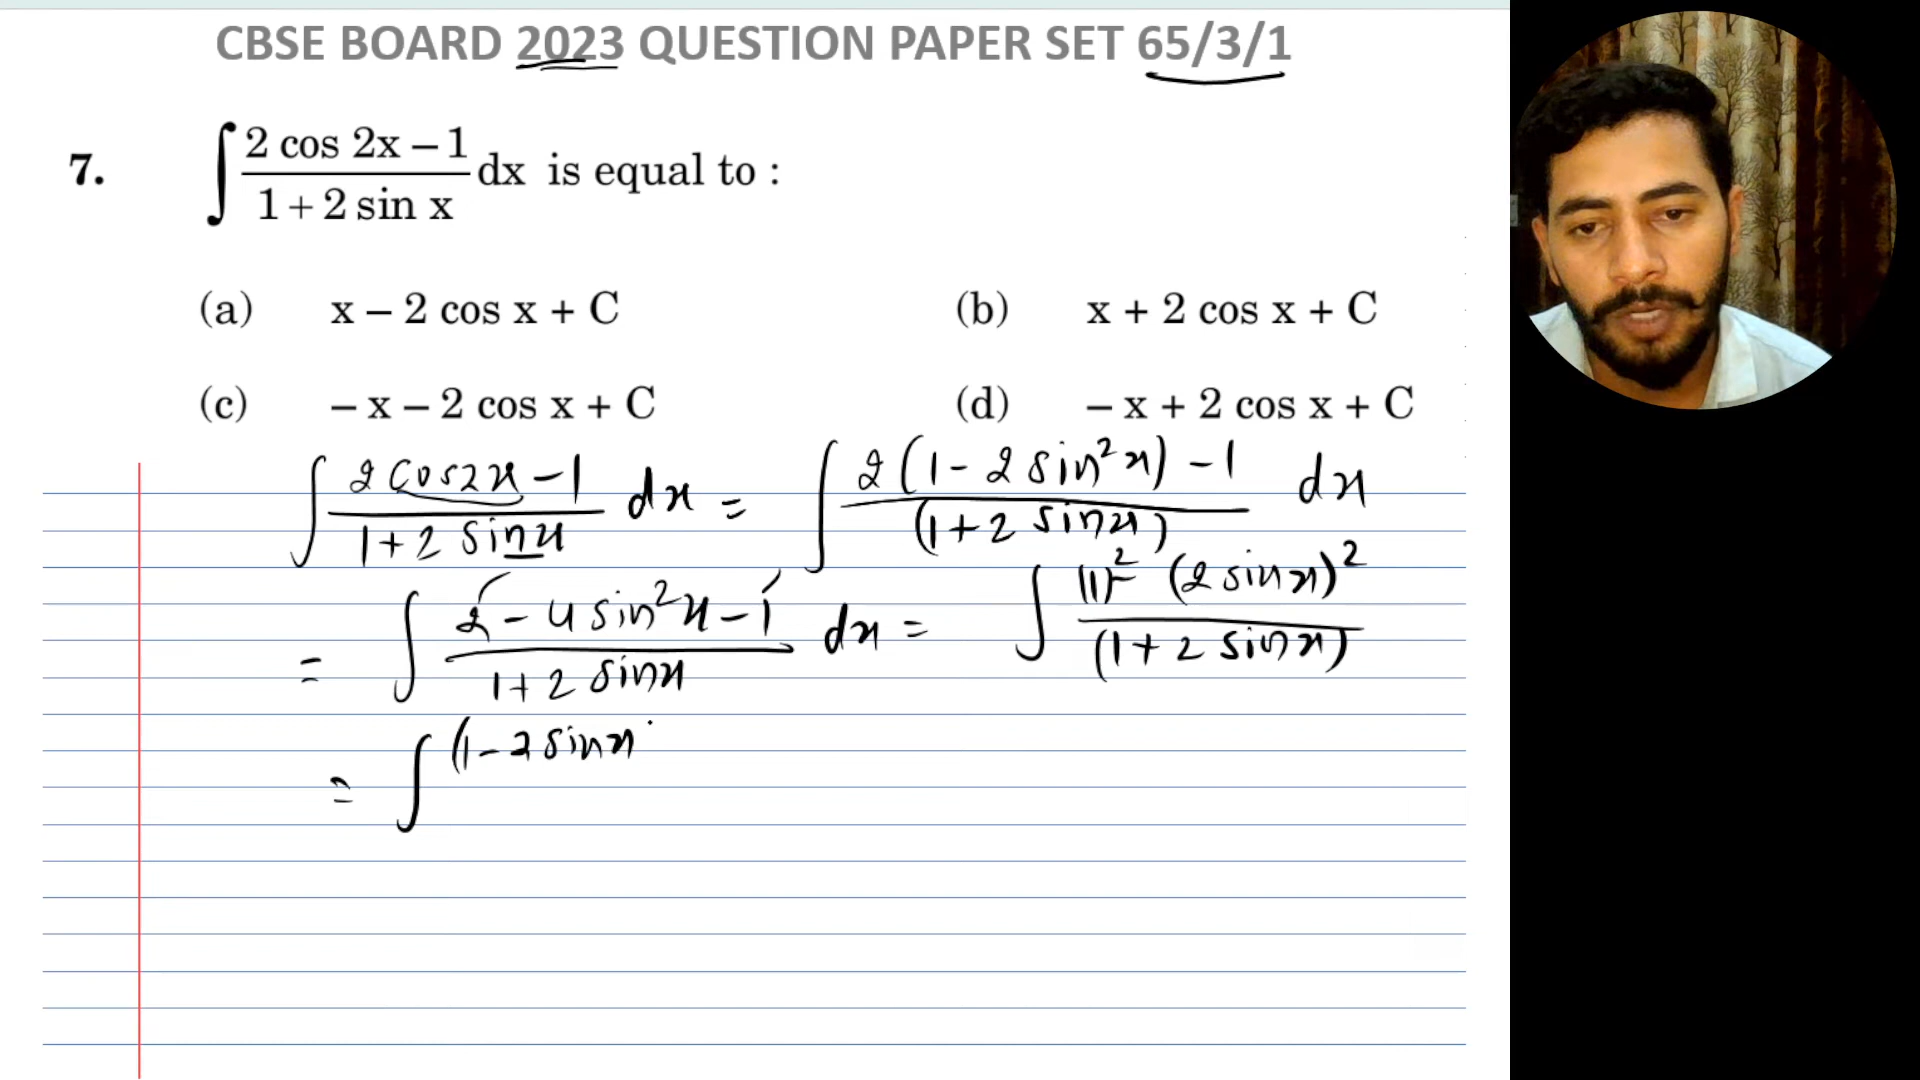 CBSE BOARD 2023 QUESTION PAPER SET 65/3/1
7. ∫ (2 cos 2x – 1)/(1 + 2 sin x) dx is equal to :
(a) x – 2 cos x + C (b) x + 2 cos x + C
(c) – x – 2 cos x + C (d) – x + 2 cos x + C
∫ (2 cos2x – 1)/(1 + 2 sinx) dx = ∫ (2(1 – 2 sin²x) – 1)/(1 + 2 sinx) dx
= ∫ (2 – 4 sin²x – 1)/(1 + 2 sinx) dx = ∫ ((1)² (2 sinx)²)/(1 + 2 sinx)
= ∫ (1 – 2 sinx